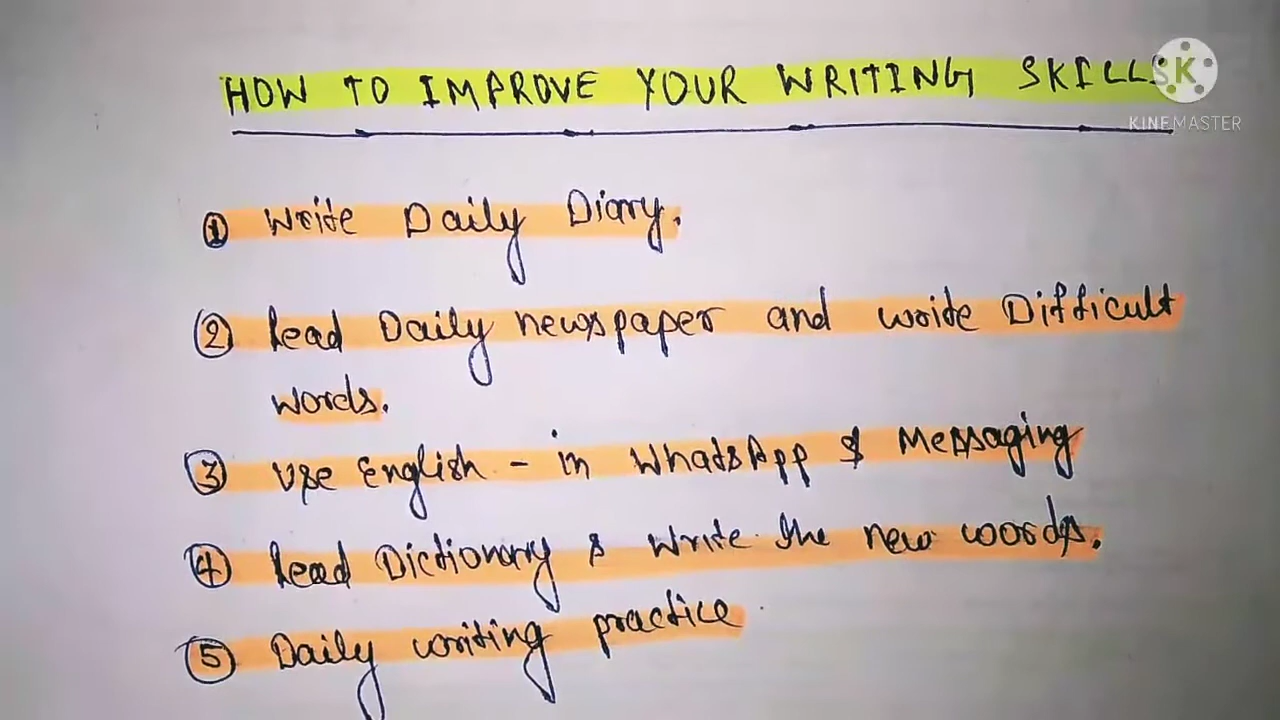 HOW TO IMPROVE YOUR WRITING SKILLS
SK
KINEMASTER
① Write Daily Diary.
② Read Daily newspaper and write Difficult
words.
③ Use English - in WhatsApp & Messaging
④ Read Dictionary & Write the new words.
⑤ Daily writing practice